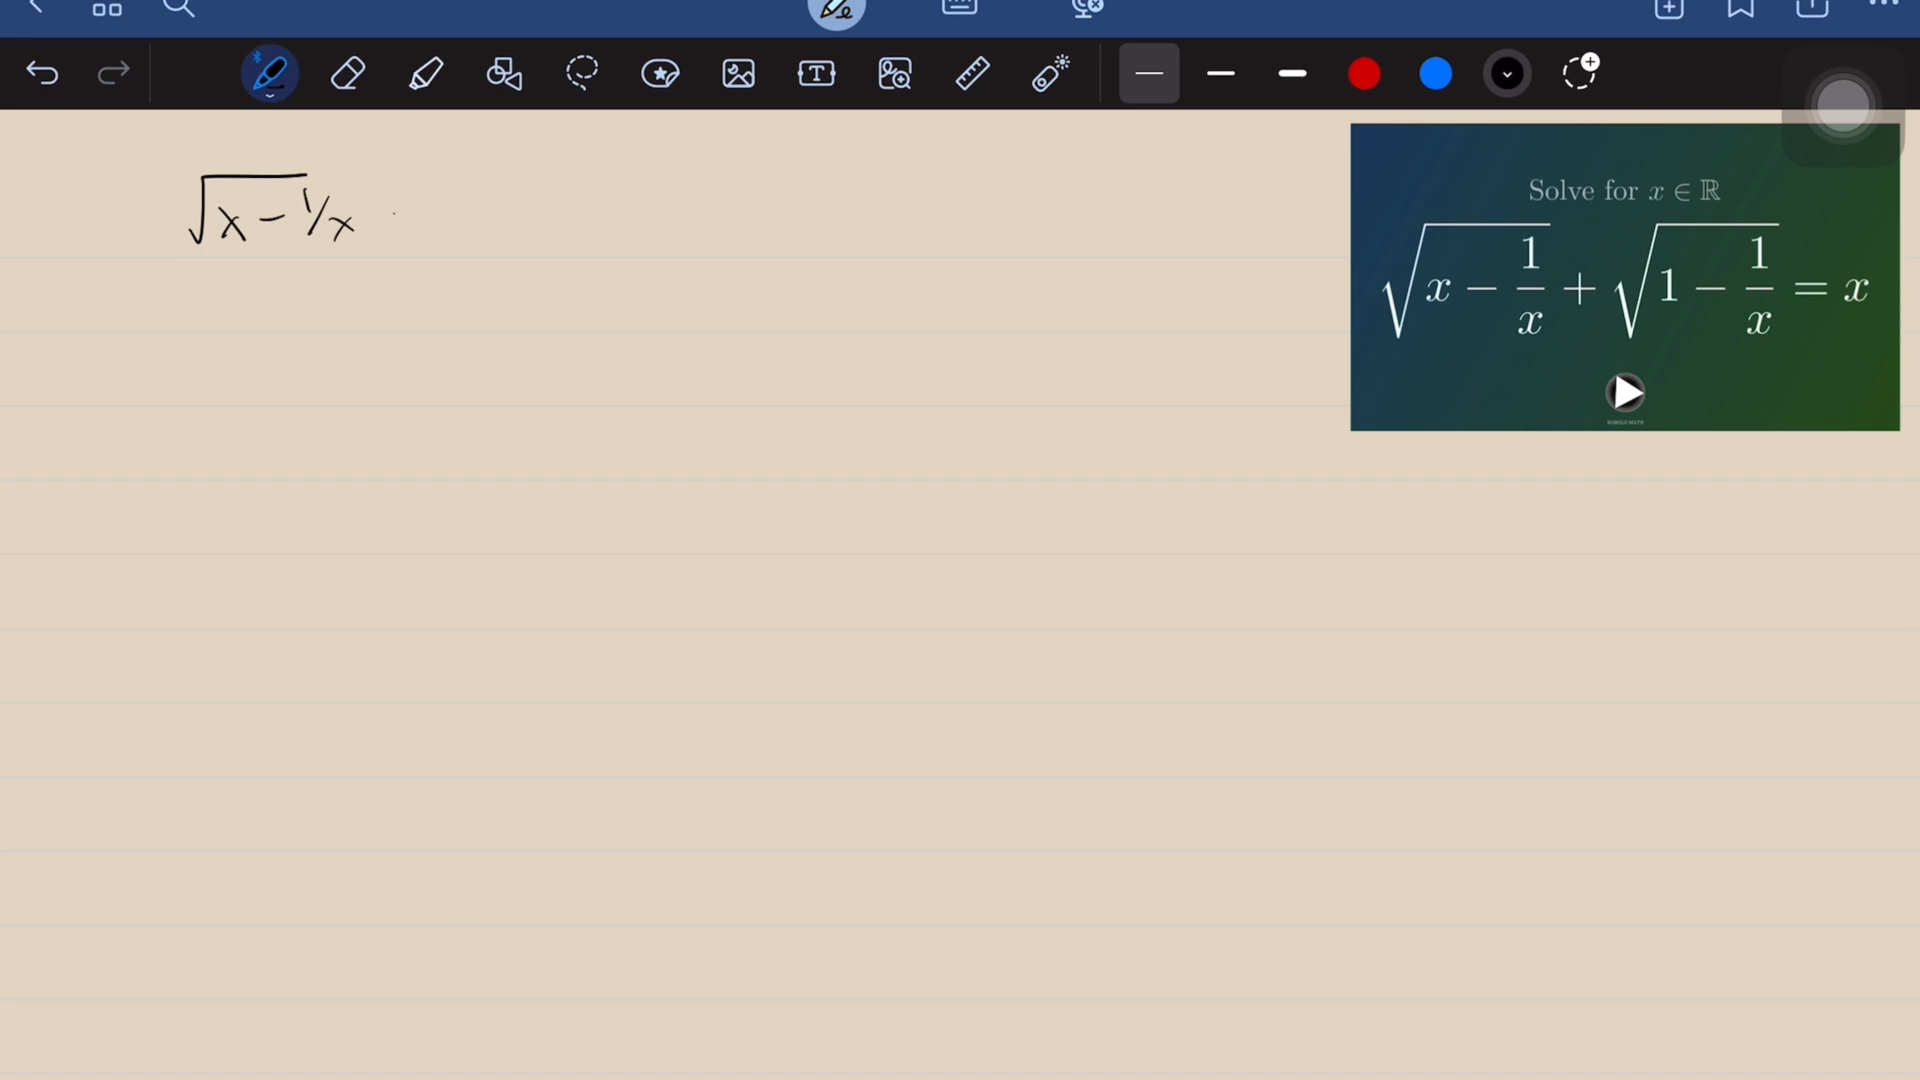 √x - 1/x
Solve for x ∈ ℝ
√(x - 1/x) + √(1 - 1/x) = x